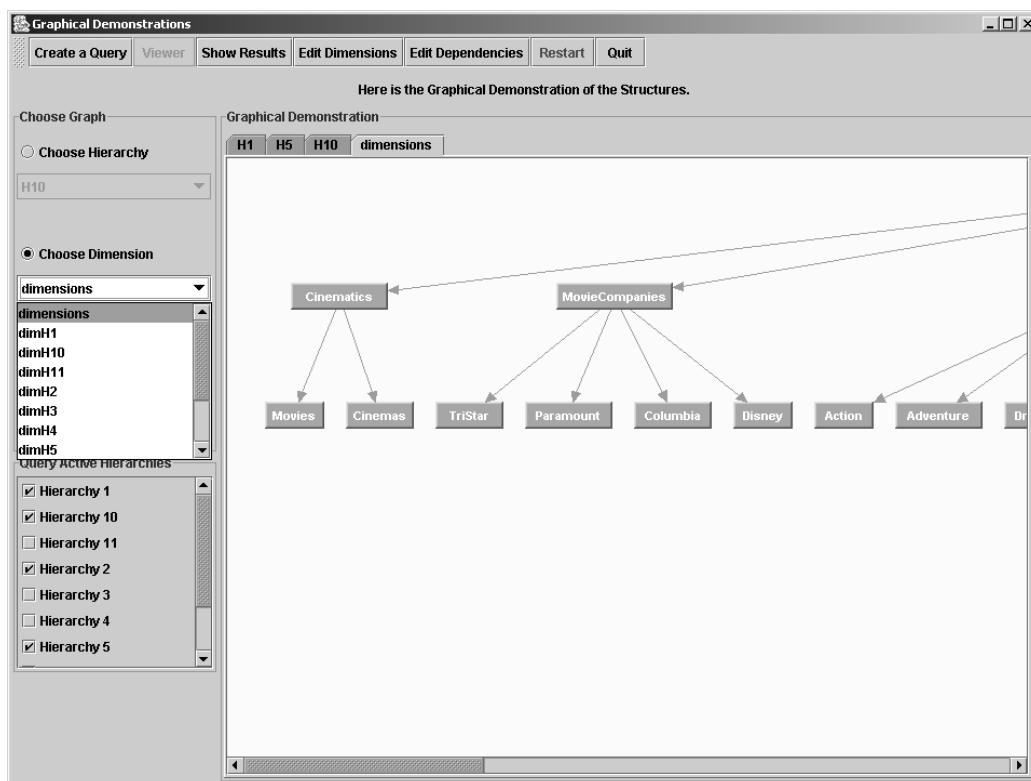 Graphical Demonstrations
Create a Query Viewer Show Results Edit Dimensions Edit Dependencies Restart Quit
Here is the Graphical Demonstration of the Structures.
Choose Graph
Choose Hierarchy
H10
Choose Dimension
dimensions
dimensions
dimH1
dimH10
dimH11
dimH2
dimH3
dimH4
dimH5
Query Active Hierarchies
Hierarchy 1
Hierarchy 10
Hierarchy 11
Hierarchy 2
Hierarchy 3
Hierarchy 4
Hierarchy 5
Graphical Demonstration
H1 H5 H10 dimensions
Cinematics MovieCompanies
Movies Cinemas TriStar Paramount Columbia Disney Action Adventure